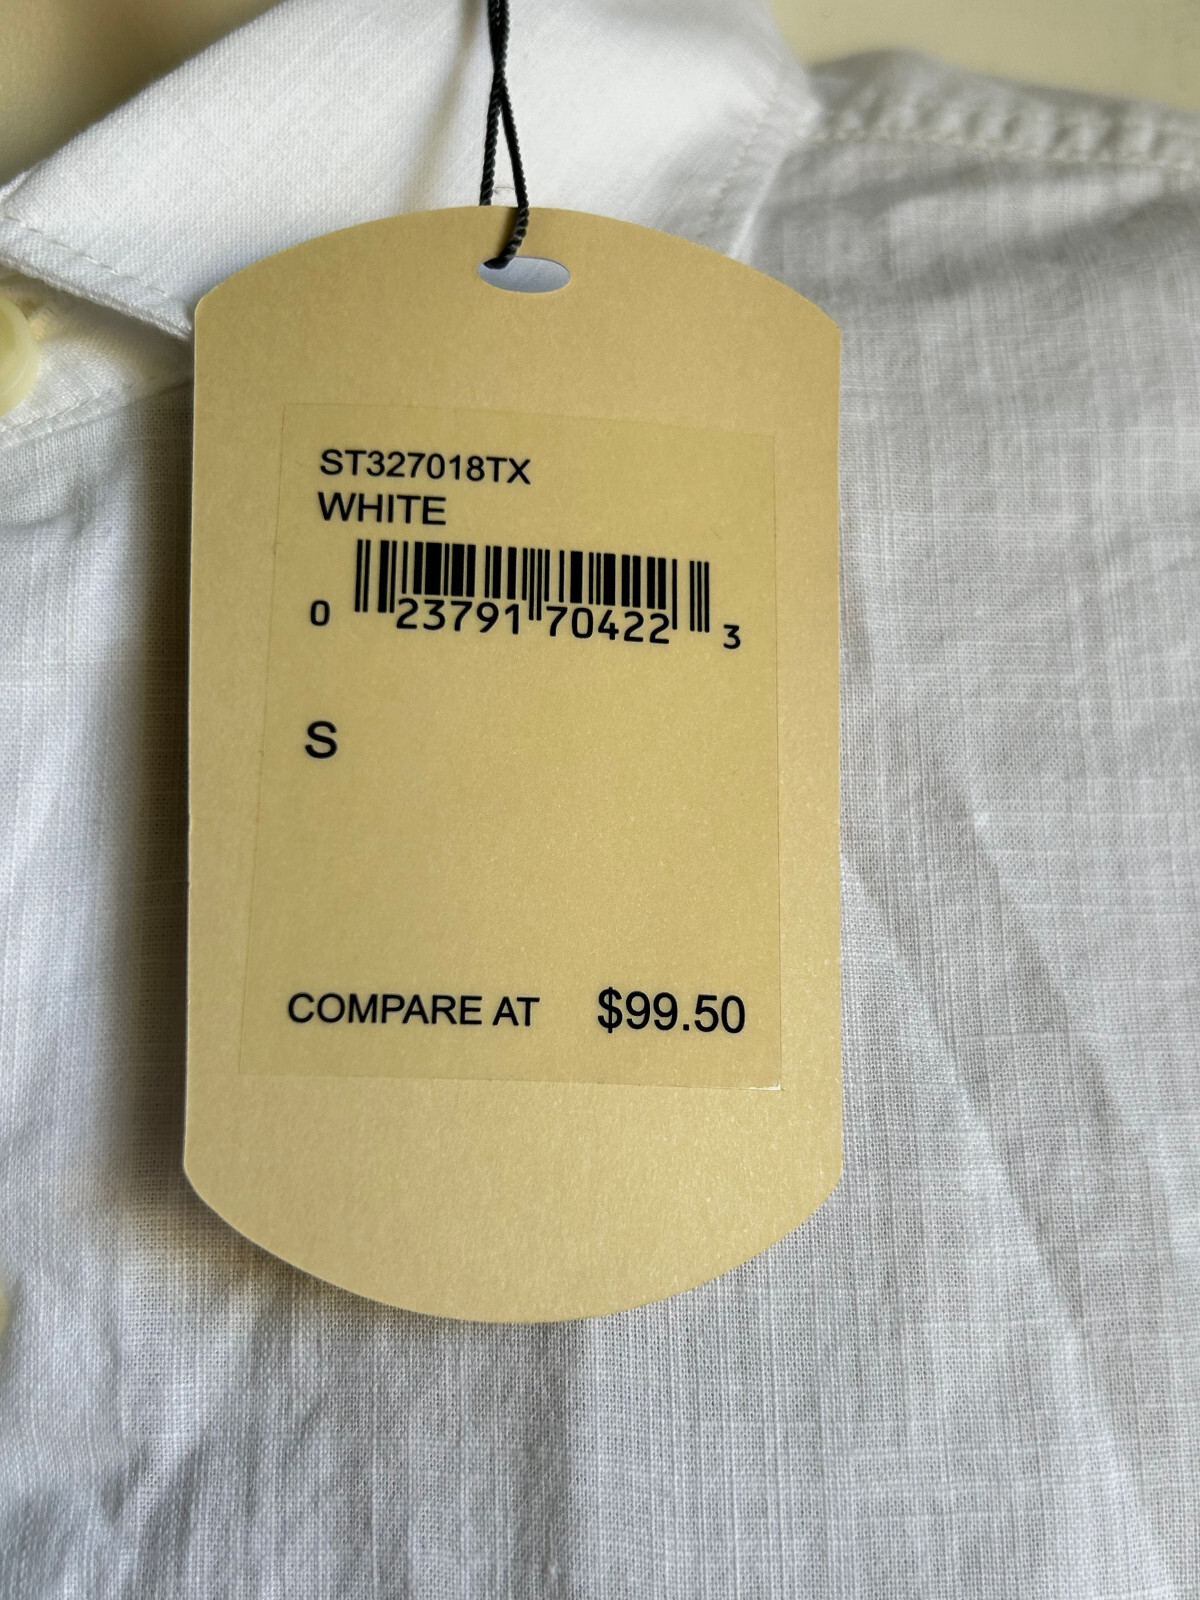 ST327018TX
WHITE
0 23791 70422 3
S
COMPARE AT $99.50